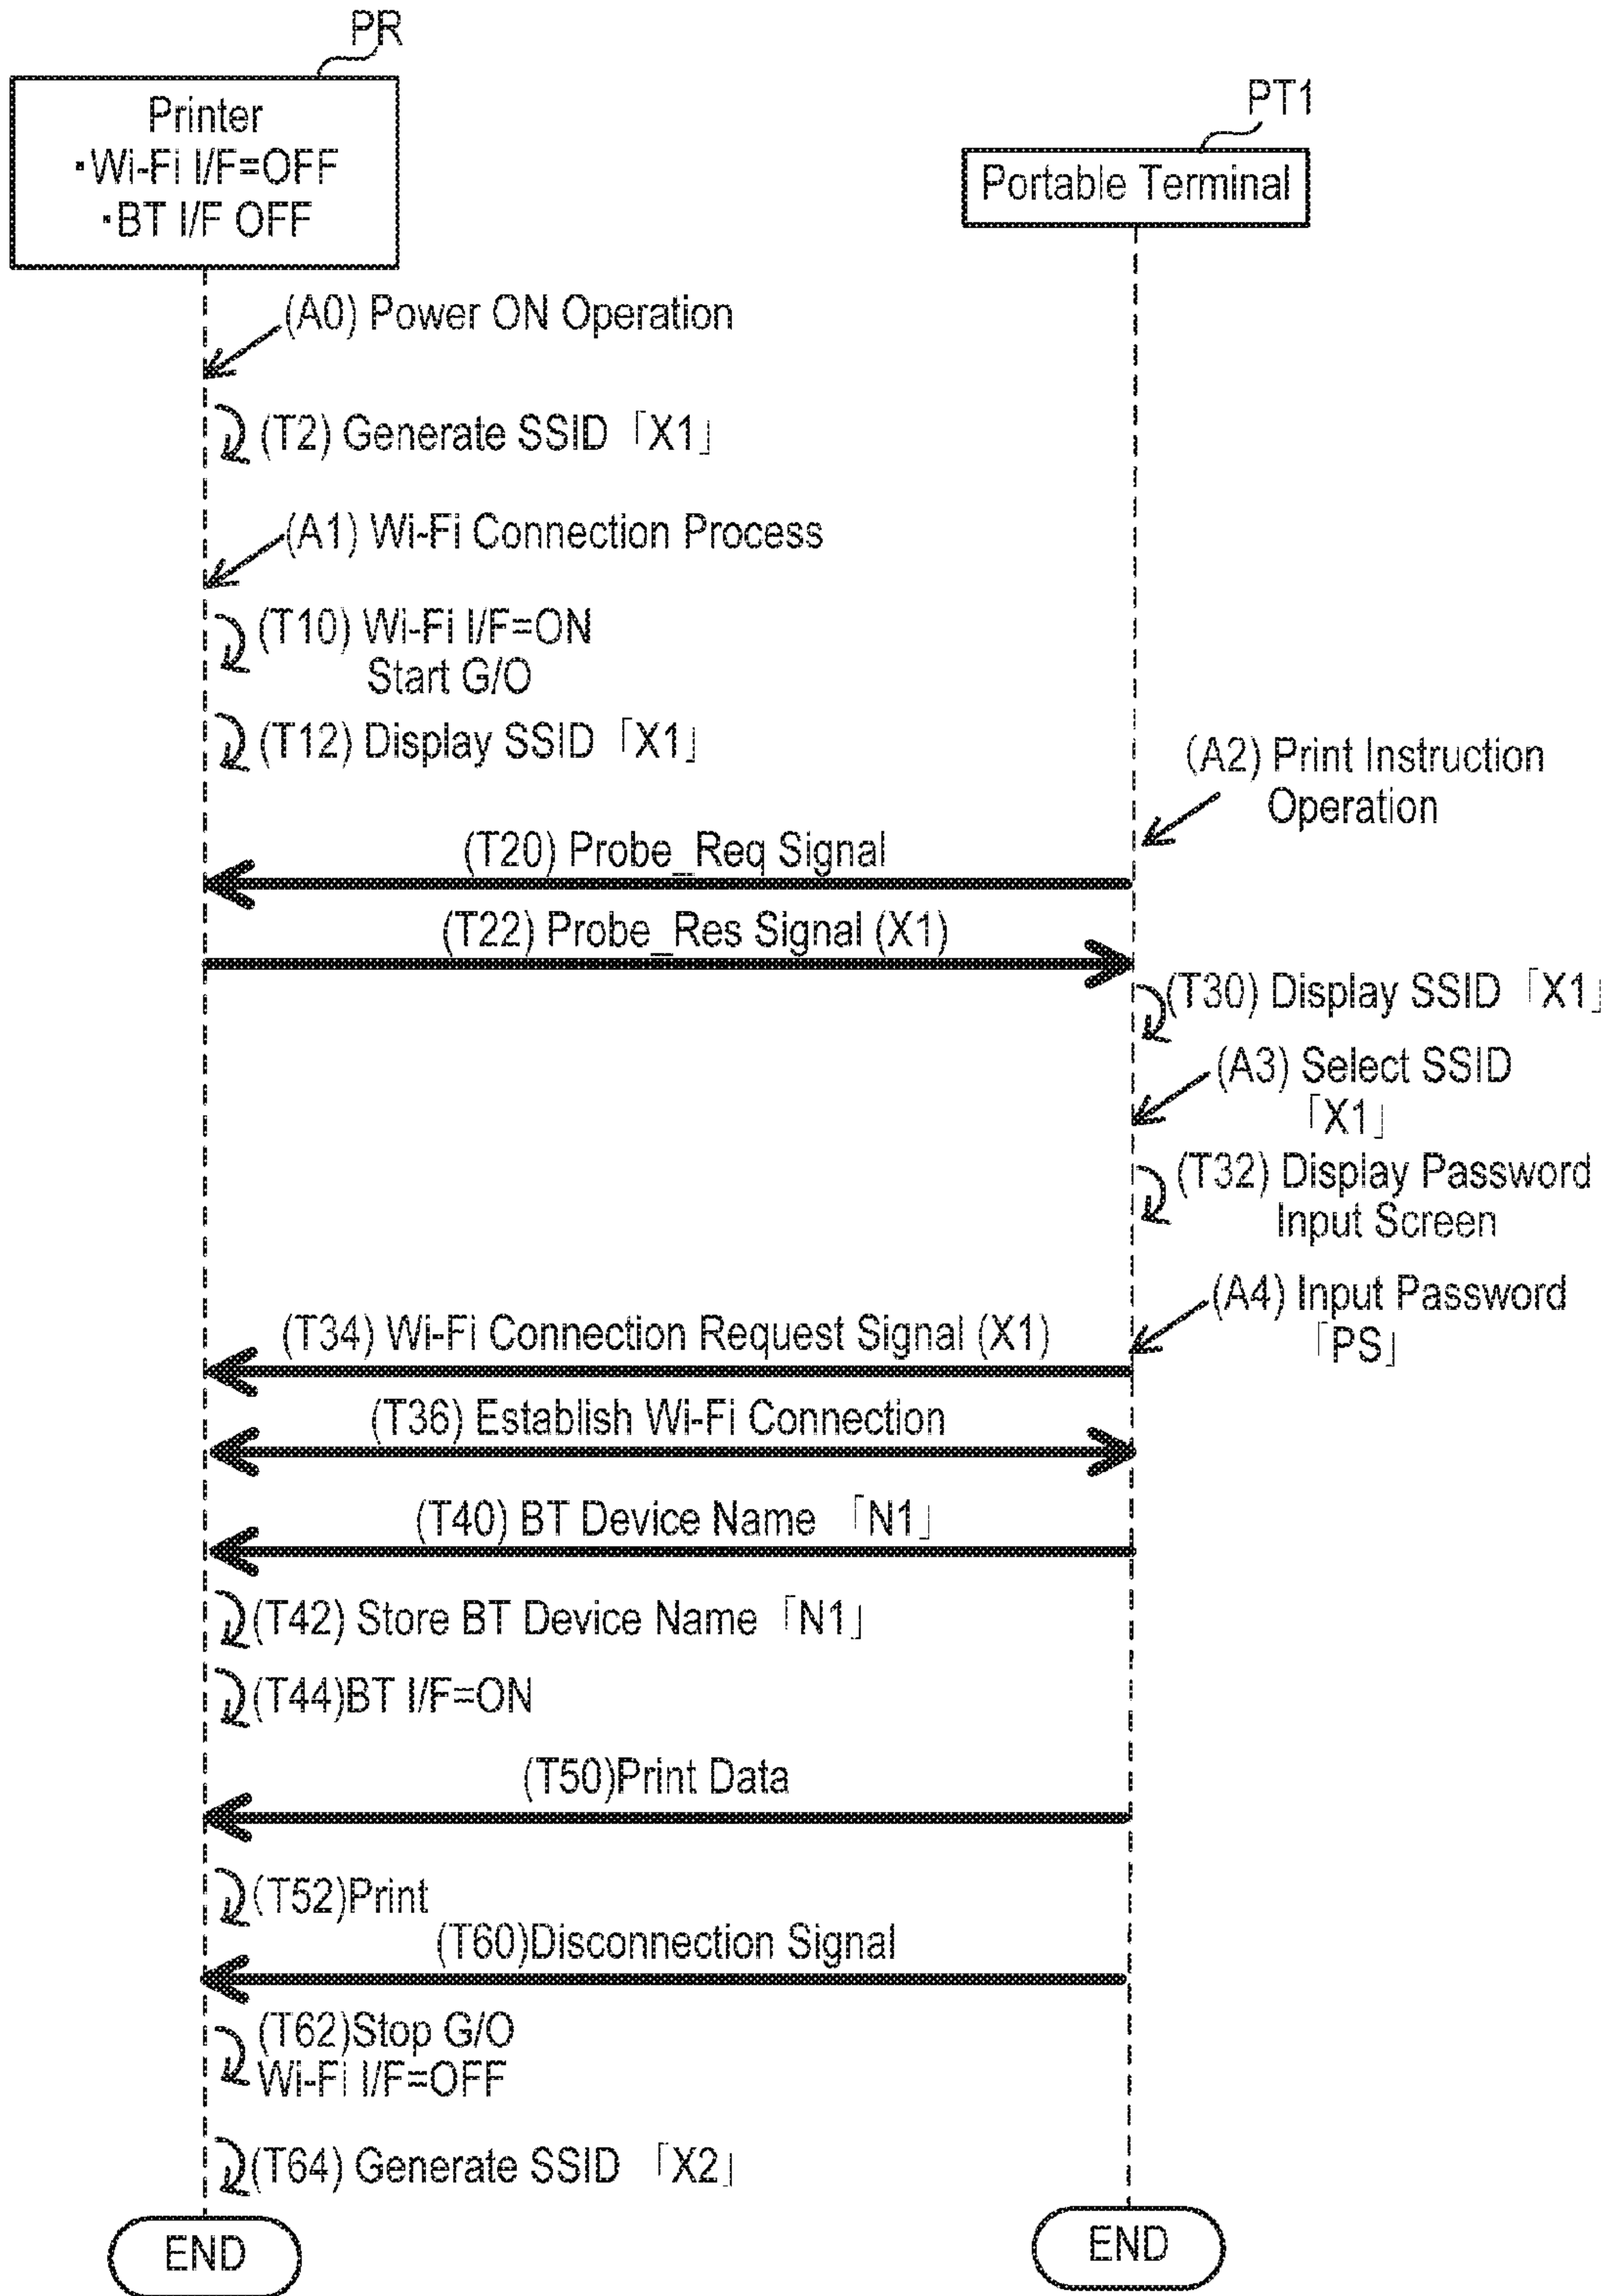 PR
Printer
・Wi-Fi I/F=OFF
・BT I/F OFF
PT1
Portable Terminal
(A0) Power ON Operation
(T2) Generate SSID「X1」
(A1) Wi-Fi Connection Process
(T10) Wi-Fi I/F=ON
Start G/O
(T12) Display SSID「X1」
(A2) Print Instruction
Operation
(T20) Probe_Req Signal
(T22) Probe_Res Signal (X1)
(T30) Display SSID「X1」
(A3) Select SSID
「X1」
(T32) Display Password
Input Screen
(A4) Input Password
「PS」
(T34) Wi-Fi Connection Request Signal (X1)
(T36) Establish Wi-Fi Connection
(T40) BT Device Name 「N1」
(T42) Store BT Device Name「N1」
(T44)BT I/F=ON
(T50)Print Data
(T52)Print
(T60)Disconnection Signal
(T62)Stop G/O
Wi-Fi I/F=OFF
(T64) Generate SSID 「X2」
END
END